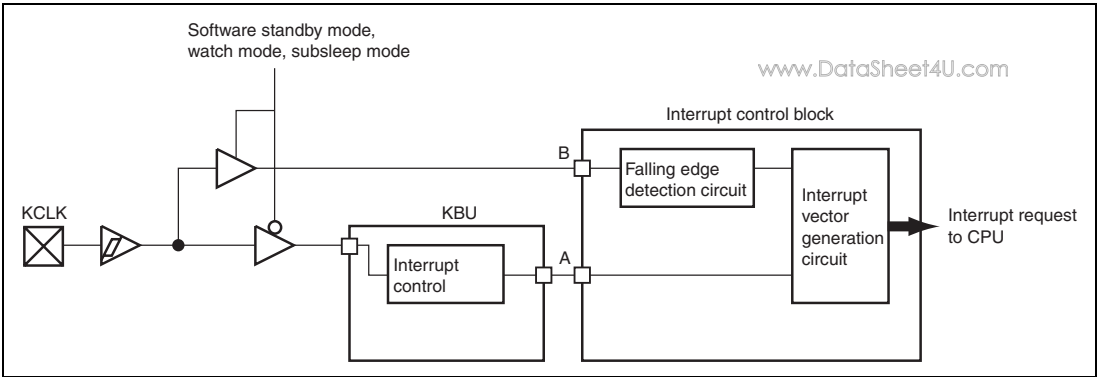 Software standby mode,
watch mode, subsleep mode
www.DataSheet4U.com
Interrupt control block
B
Falling edge
detection circuit
Interrupt
vector
generation
circuit
Interrupt request
to CPU
KCLK
KBU
A
Interrupt
control